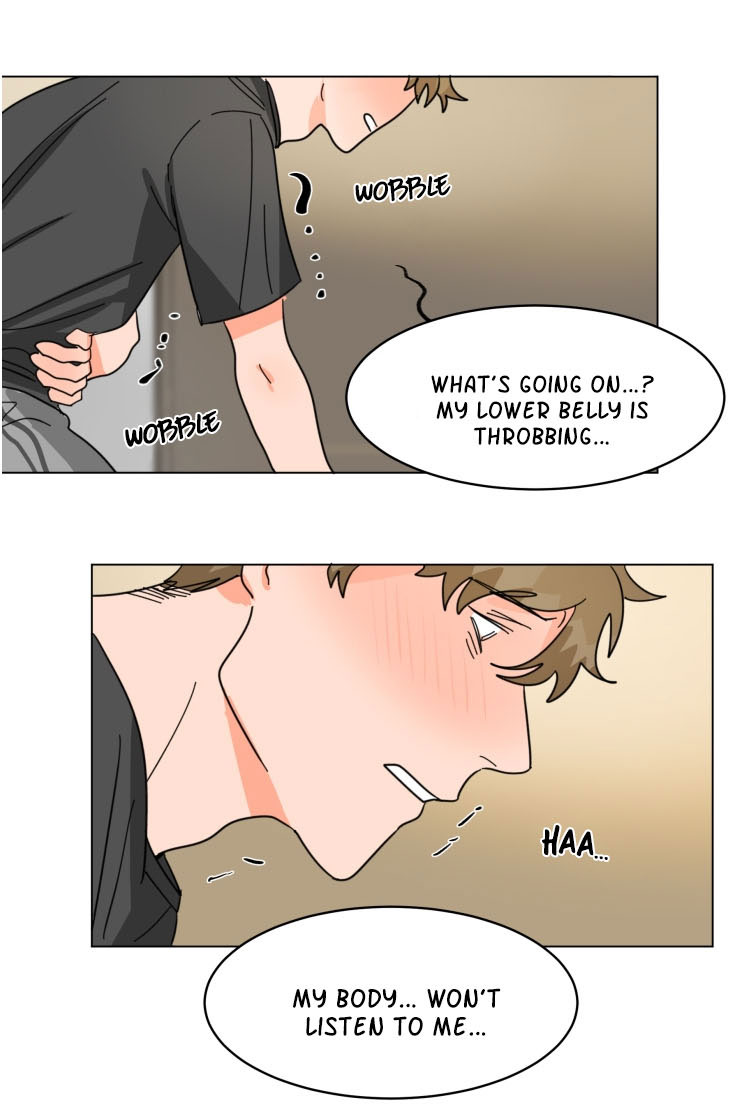 WOBBLE
WHAT'S GOING ON...?
MY LOWER BELLY IS
THROBBING...
WOBBLE
HAA...
MY BODY... WON'T
LISTEN TO ME...